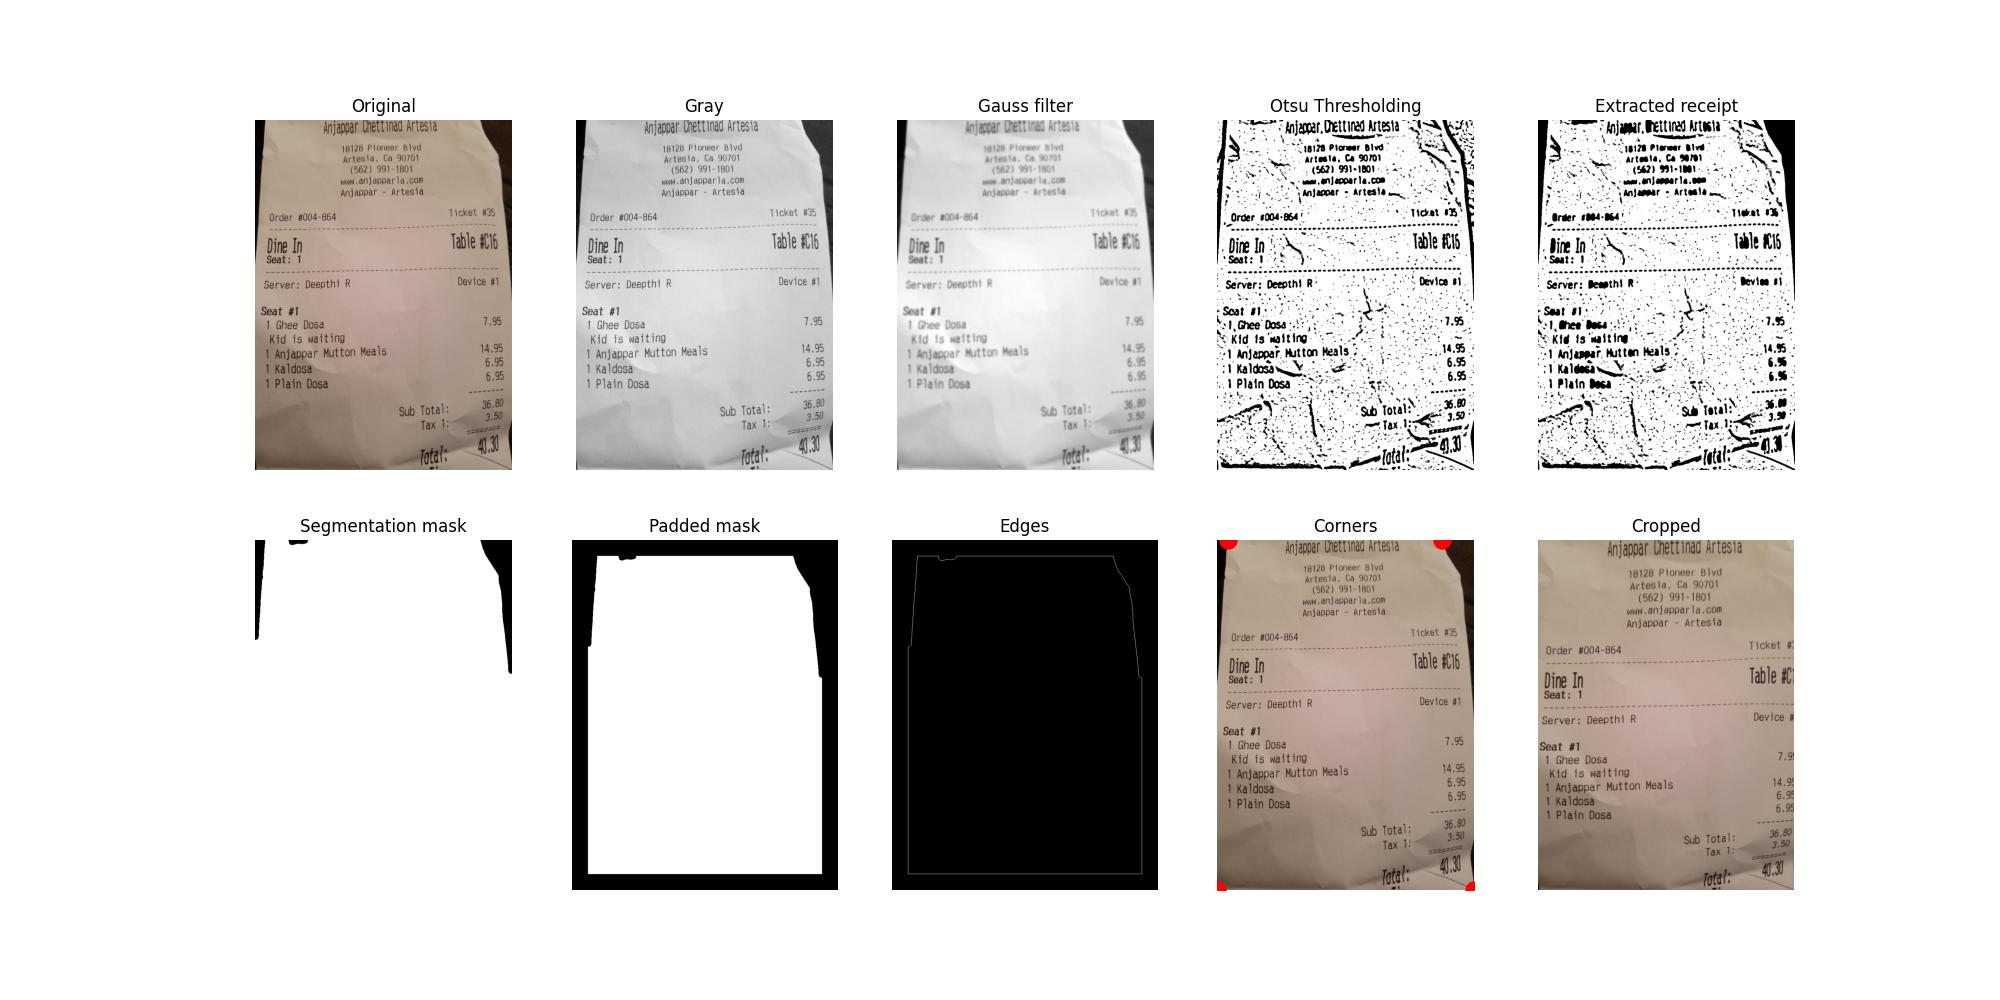 Original
Anjappar Chettinad Artesia
18128 Pioneer Blvd
Artesia, Ca 90701
(562) 991-1801
www.anjapparla.com
Anjappar - Artesia
Order #004-864 Ticket #35
Dine In Table #C16
Seat: 1
Server: Deepthi R Device #1
Seat #1
1 Ghee Dosa 7.95
Kid is waiting
1 Anjappar Mutton Meals 14.95
1 Kaldosa 6.95
1 Plain Dosa 6.95
Sub Total: 36.80
Tax 1: 3.50
Total: 40.30
Gray
Anjappar Chettinad Artesia
18128 Pioneer Blvd
Artesia, Ca 90701
(562) 991-1801
www.anjapparla.com
Anjappar - Artesia
Order #004-864 Ticket #35
Dine In Table #C16
Seat: 1
Server: Deepthi R Device #1
Seat #1
1 Ghee Dosa 7.95
Kid is waiting
1 Anjappar Mutton Meals 14.95
1 Kaldosa 6.95
1 Plain Dosa 6.95
Sub Total: 36.80
Tax 1: 3.50
Total: 40.30
Gauss filter
Anjappar Chettinad Artesia
18128 Pioneer Blvd
Artesia, Ca 90701
(562) 991-1801
www.anjapparla.com
Anjappar - Artesia
Order #004-864 Ticket #35
Dine In Table #C16
Seat: 1
Server: Deepthi R Device #1
Seat #1
1 Ghee Dosa 7.95
Kid is waiting
1 Anjappar Mutton Meals 14.95
1 Kaldosa 6.95
1 Plain Dosa 6.95
Sub Total: 36.80
Tax 1: 3.50
Total: 40.30
Otsu Thresholding
Anjappar Chettinad Artesia
18128 Pioneer Blvd
Artesia, Ca 90701
(562) 991-1801
www.anjapparla.com
Anjappar - Artesia
Order #004-864 Ticket #35
Dine In Table #C16
Seat: 1
Server: Deepthi R Device #1
Seat #1
1 Ghee Dosa 7.95
Kid is waiting
1 Anjappar Mutton Meals 14.95
1 Kaldosa 6.95
1 Plain Dosa 6.95
Sub Total: 36.80
Tax 1: 3.50
Total: 40.30
Extracted receipt
Anjappar Chettinad Artesia
18128 Pioneer Blvd
Artesia, Ca 90701
(562) 991-1801
www.anjapparla.com
Anjappar - Artesia
Order #004-864 Ticket #35
Dine In Table #C16
Seat: 1
Server: Deepthi R Device #1
Seat #1
1 Ghee Dosa 7.95
Kid is waiting
1 Anjappar Mutton Meals 14.95
1 Kaldosa 6.95
1 Plain Dosa 6.95
Sub Total: 36.80
Tax 1: 3.50
Total: 40.30
Segmentation mask
Padded mask
Edges
Corners
Anjappar Chettinad Artesia
18128 Pioneer Blvd
Artesia, Ca 90701
(562) 991-1801
www.anjapparla.com
Anjappar - Artesia
Order #004-864 Ticket #35
Dine In Table #C16
Seat: 1
Server: Deepthi R Device #1
Seat #1
1 Ghee Dosa 7.95
Kid is waiting
1 Anjappar Mutton Meals 14.95
1 Kaldosa 6.95
1 Plain Dosa 6.95
Sub Total: 36.80
Tax 1: 3.50
Total: 40.30
Cropped
Anjappar Chettinad Artesia
18128 Pioneer Blvd
Artesia, Ca 90701
(562) 991-1801
www.anjapparla.com
Anjappar - Artesia
Order #004-864 Ticket #
Dine In Table #C
Seat: 1
Server: Deepthi R Device #
Seat #1
1 Ghee Dosa 7.9
Kid is waiting
1 Anjappar Mutton Meals 14.9
1 Kaldosa 6.95
1 Plain Dosa 6.95
Sub Total: 36.80
Tax 1: 3.50
Total: 40.30